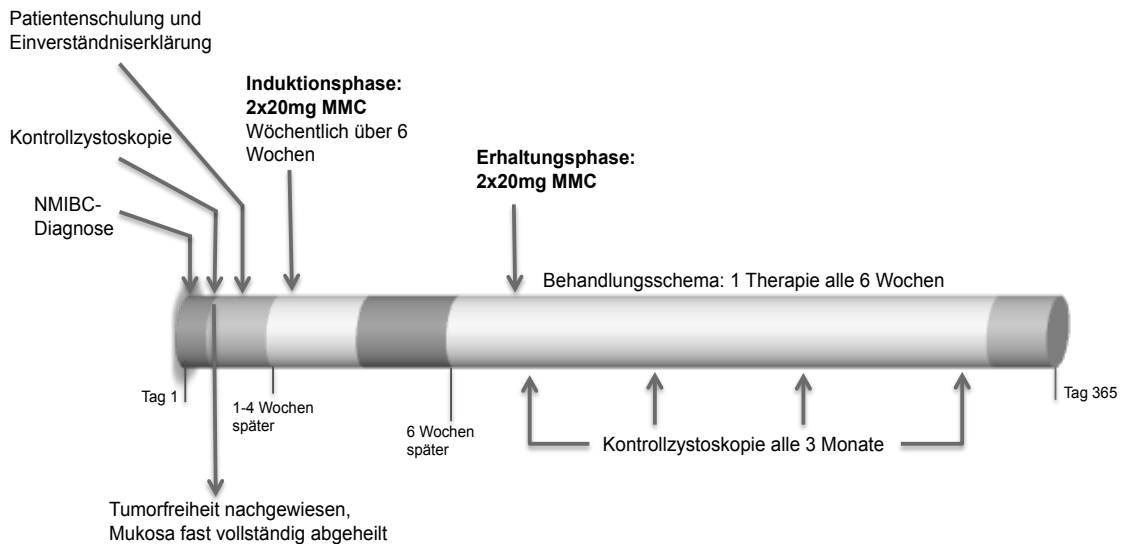 Patientenschulung und
Einverständniserklärung
Kontrollzystoskopie
NMIBC-
Diagnose
Induktionsphase:
2x20mg MMC
Wöchentlich über 6
Wochen
Erhaltungsphase:
2x20mg MMC
Behandlungsschema: 1 Therapie alle 6 Wochen
Tag 1
1-4 Wochen
später
6 Wochen
später
Kontrollzystoskopie alle 3 Monate
Tag 365
Tumorfreiheit nachgewiesen,
Mukosa fast vollständig abgeheilt